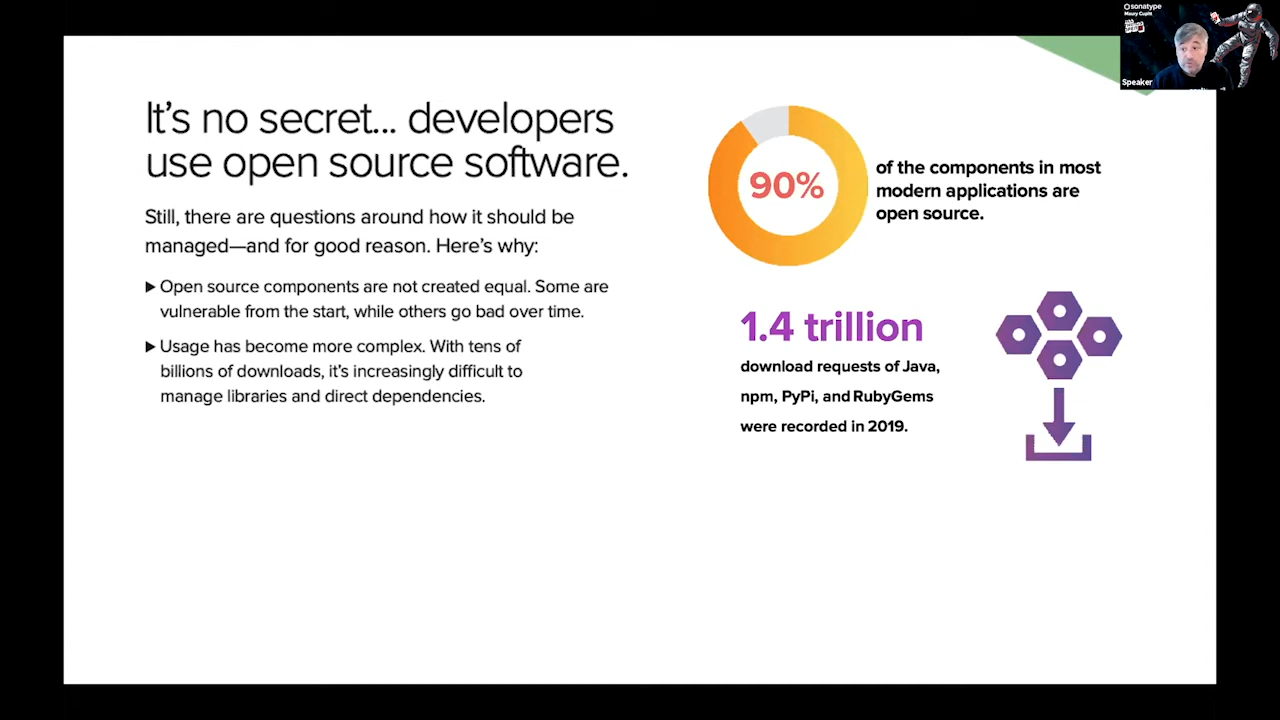 It's no secret... developers
use open source software.
Still, there are questions around how it should be
managed—and for good reason. Here's why:
▶ Open source components are not created equal. Some are
vulnerable from the start, while others go bad over time.
▶ Usage has become more complex. With tens of
billions of downloads, it's increasingly difficult to
manage libraries and direct dependencies.
90%
of the components in most
modern applications are
open source.
1.4 trillion
download requests of Java,
npm, PyPi, and RubyGems
were recorded in 2019.
sonatype
Maury Cupitt
Speaker